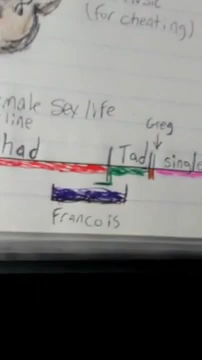 (for cheating)
male Sex life
line
Greg
had
Tad
single
Francois